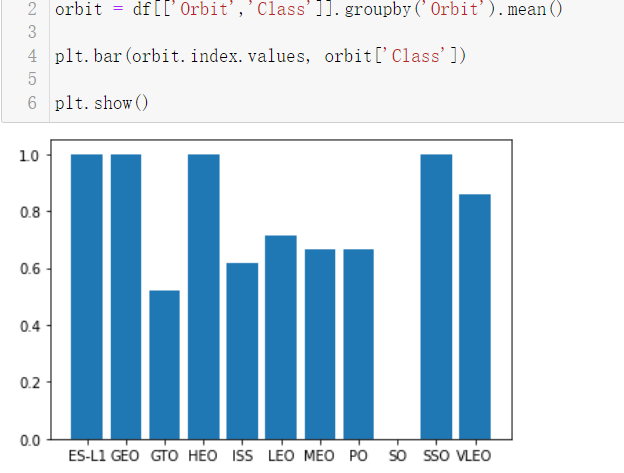 2 orbit = df[['Orbit','Class']].groupby('Orbit').mean()
3
4 plt.bar(orbit.index.values, orbit['Class'])
5
6 plt.show()
1.0
0.8
0.6
0.4
0.2
0.0
ES-L1 GEO GTO HEO ISS LEO MEO PO SO SSO VLEO